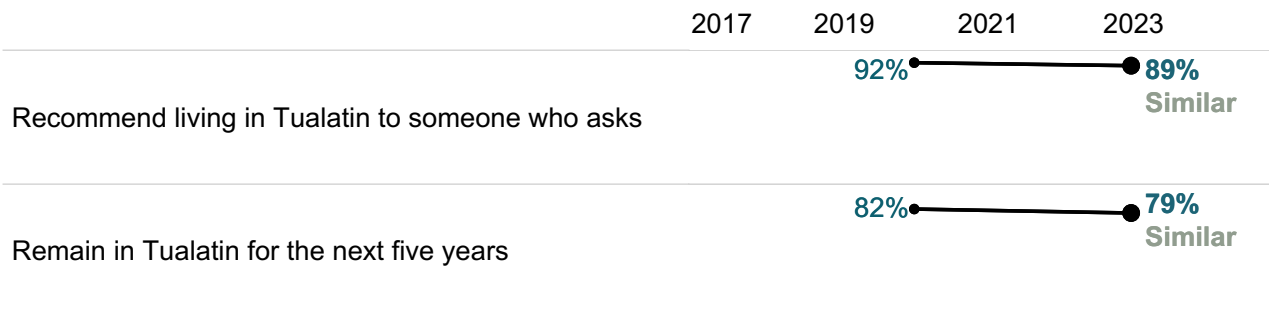 2017 2019 2021 2023
92% 89%
Similar
Recommend living in Tualatin to someone who asks
82% 79%
Similar
Remain in Tualatin for the next five years